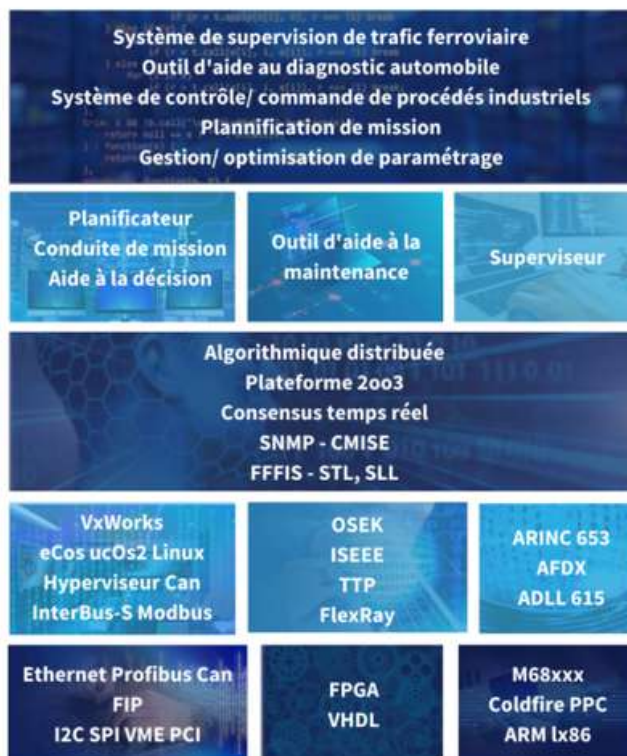 Système de supervision de trafic ferroviaire
Outil d'aide au diagnostic automobile
Système de contrôle/ commande de procédés industriels
Plannification de mission
Gestion/ optimisation de paramétrage
Planificateur
Conduite de mission
Aide à la décision
Outil d'aide à la
maintenance
Superviseur
Algorithmique distribuée
Plateforme 2oo3
Consensus temps réel
SNMP - CMISE
FFFIS - STL, SLL
VxWorks
eCos ucOs2 Linux
Hyperviseur Can
InterBus-S Modbus
OSEK
ISEEE
TTP
FlexRay
ARINC 653
AFDX
ADLL 615
Ethernet Profibus Can
FIP
I2C SPI VME PCI
FPGA
VHDL
M68xxx
Coldfire PPC
ARM lx86